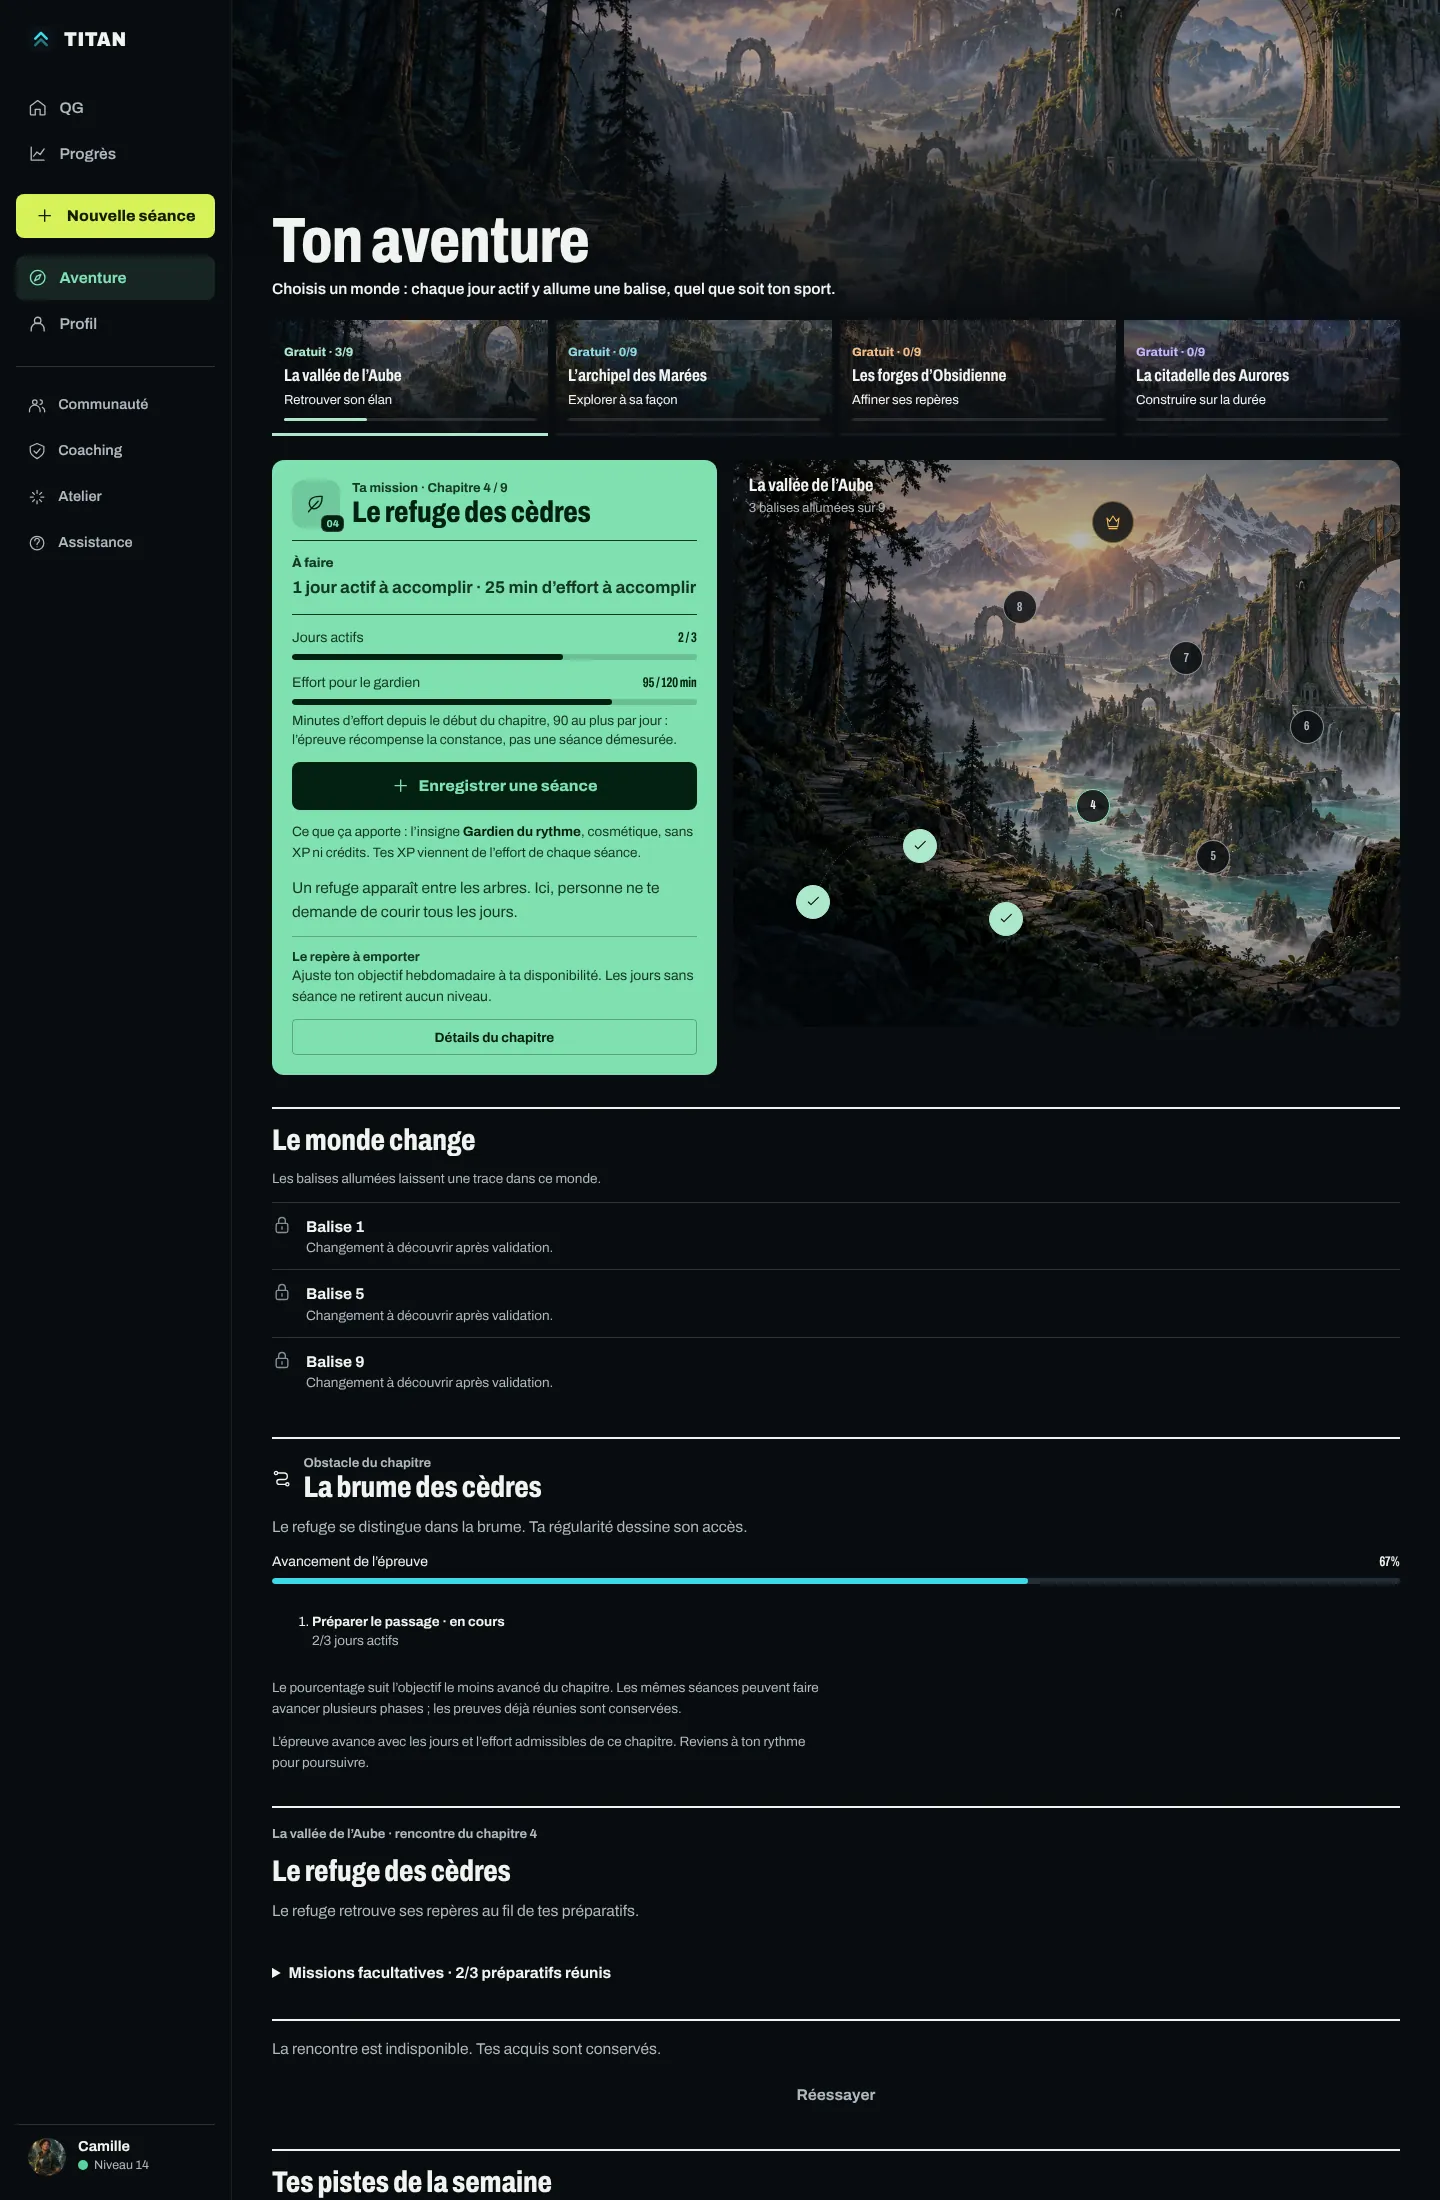 TITAN
QG
Progrès
Nouvelle séance
Aventure
Profil
Communauté
Coaching
Atelier
Assistance
Ton aventure
Choisis un monde : chaque jour actif y allume une balise, quel que soit ton sport.
Gratuit · 3/9
La vallée de l’Aube
Retrouver son élan
Gratuit · 0/9
L’archipel des Marées
Explorer à sa façon
Gratuit · 0/9
Les forges d’Obsidienne
Affiner ses repères
Gratuit · 0/9
La citadelle des Aurores
Construire sur la durée
Ta mission · Chapitre 4 / 9
04
Le refuge des cèdres
À faire
1 jour actif à accomplir · 25 min d’effort à accomplir
Jours actifs 2 / 3
Effort pour le gardien 95 / 120 min
Minutes d’effort depuis le début du chapitre, 90 au plus par jour :
l’épreuve récompense la constance, pas une séance démesurée.
Enregistrer une séance
Ce que ça apporte : l’insigne Gardien du rythme, cosmétique, sans
XP ni crédits. Tes XP viennent de l’effort de chaque séance.
Un refuge apparaît entre les arbres. Ici, personne ne te
demande de courir tous les jours.
Le repère à emporter
Ajuste ton objectif hebdomadaire à ta disponibilité. Les jours sans
séance ne retirent aucun niveau.
Détails du chapitre
La vallée de l’Aube
3 balises allumées sur 9
8
7
6
4
5
Le monde change
Les balises allumées laissent une trace dans ce monde.
Balise 1
Changement à découvrir après validation.
Balise 5
Changement à découvrir après validation.
Balise 9
Changement à découvrir après validation.
Obstacle du chapitre
La brume des cèdres
Le refuge se distingue dans la brume. Ta régularité dessine son accès.
Avancement de l’épreuve 67%
1. Préparer le passage · en cours
2/3 jours actifs
Le pourcentage suit l’objectif le moins avancé du chapitre. Les mêmes séances peuvent faire
avancer plusieurs phases ; les preuves déjà réunies sont conservées.
L’épreuve avance avec les jours et l’effort admissibles de ce chapitre. Reviens à ton rythme
pour poursuivre.
La vallée de l’Aube · rencontre du chapitre 4
Le refuge des cèdres
Le refuge retrouve ses repères au fil de tes préparatifs.
Missions facultatives · 2/3 préparatifs réunis
La rencontre est indisponible. Tes acquis sont conservés.
Réessayer
Camille
Niveau 14
Tes pistes de la semaine